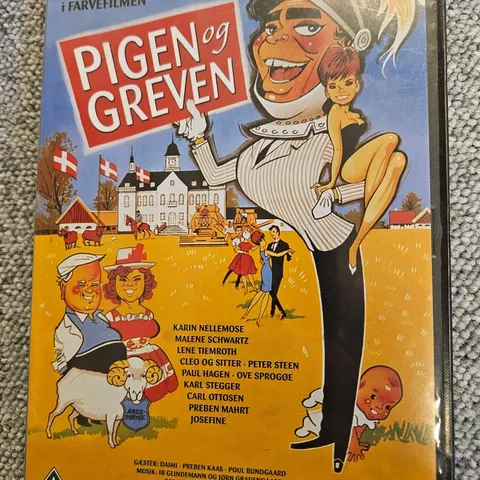 i FARVEFILMEN
PIGEN og
GREVEN
KARIN NELLEMOSE
MALENE SCHWARTZ
LENE TIEMROTH
CLEO OG SITTER · PETER STEEN
PAUL HAGEN · OVE SPROGØE
KARL STEGGER
CARL OTTOSEN
PREBEN MAHRT
JOSEFINE
GÆSTER: DAIMI · PREBEN KAAS · POUL BUNDGAARD
MUSIK: IB GLINDEMANN OG JØRN GRAUENGAARD